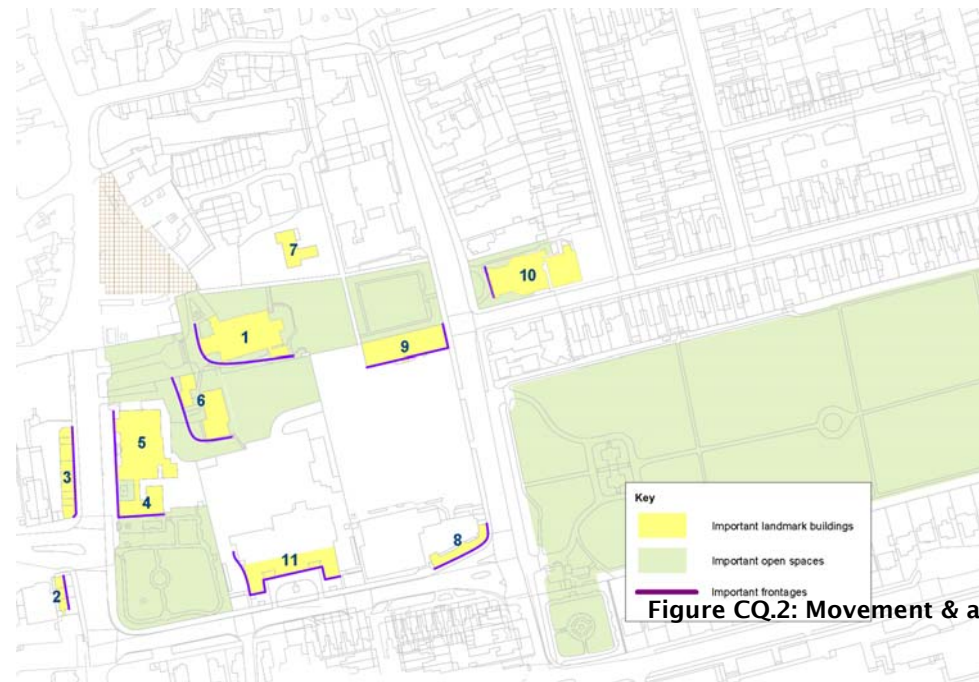 7
10
1
9
6
5
3
4
8
11
2
Key
Important landmark buildings
Important open spaces
Important frontages
Figure CQ.2: Movement & a